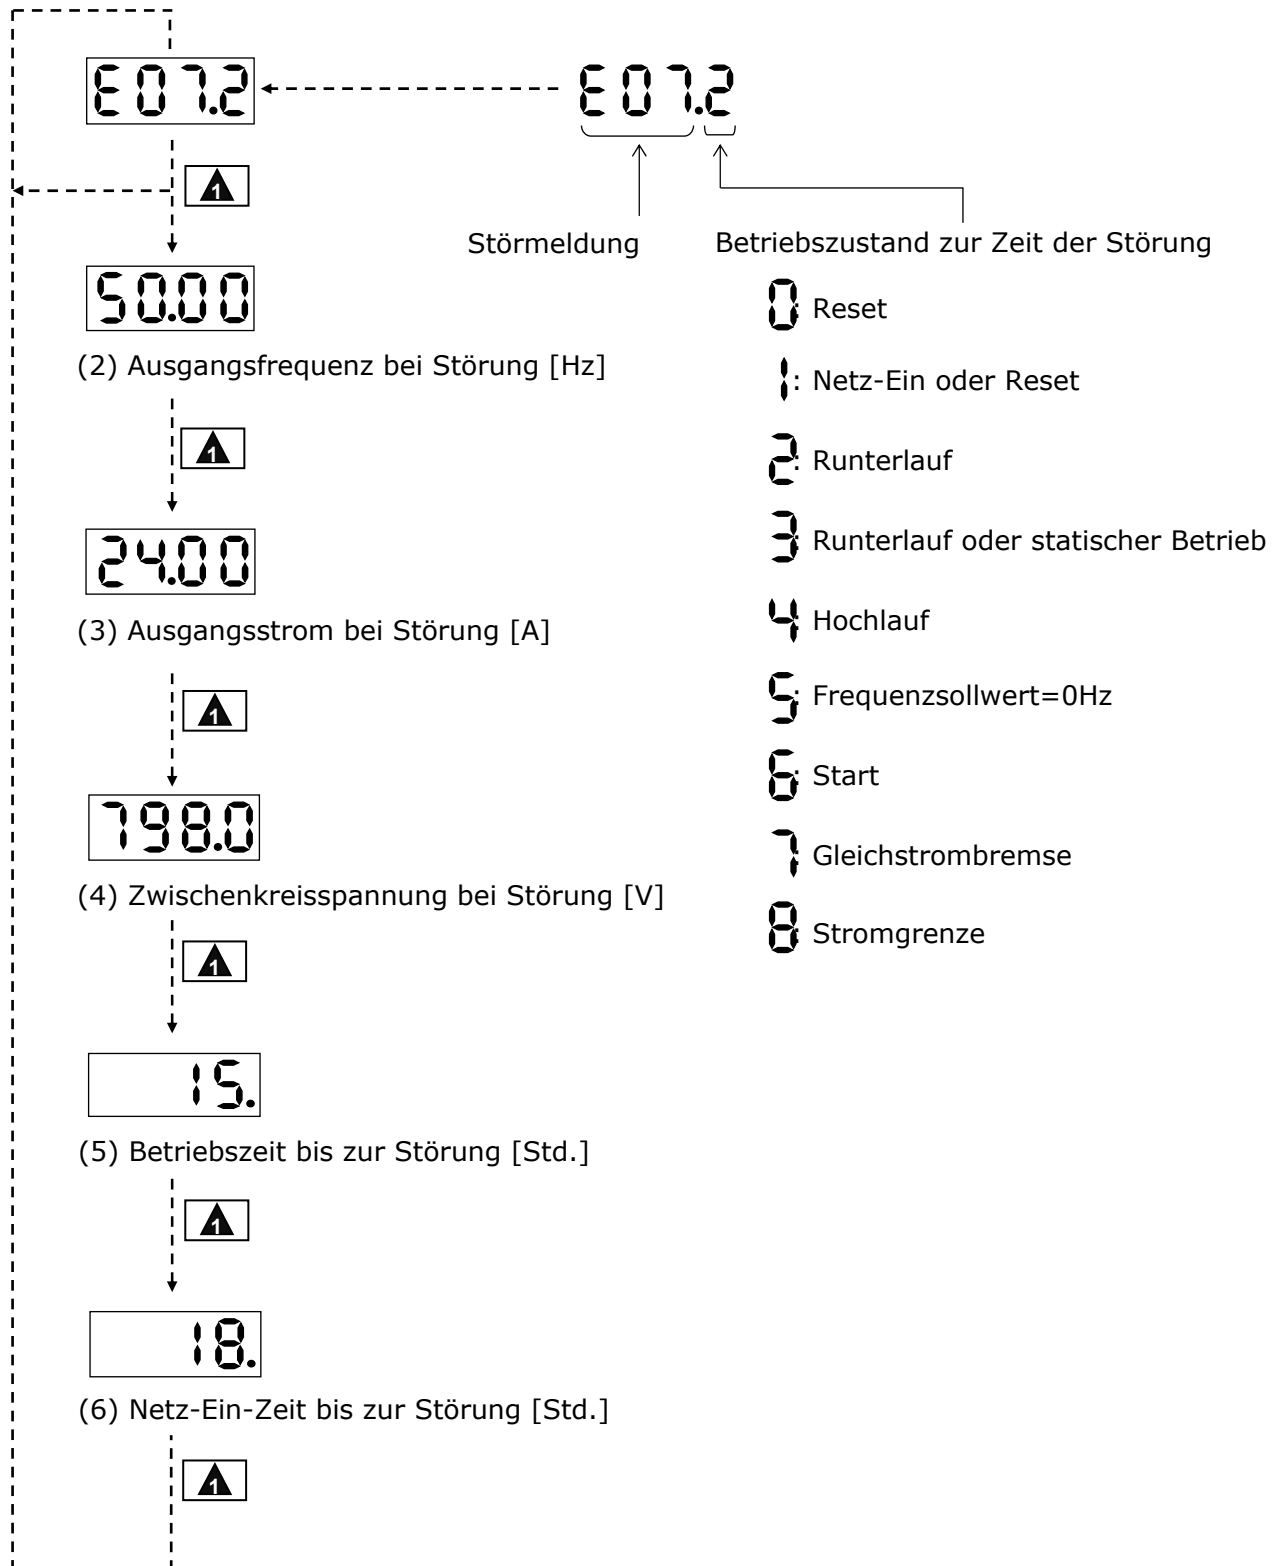 E07.2
E07.2
1
Störmeldung
Betriebszustand zur Zeit der Störung
50.00
(2) Ausgangsfrequenz bei Störung [Hz]
1
24.00
(3) Ausgangsstrom bei Störung [A]
1
798.0
(4) Zwischenkreisspannung bei Störung [V]
1
15.
(5) Betriebszeit bis zur Störung [Std.]
1
18.
(6) Netz-Ein-Zeit bis zur Störung [Std.]
1
0: Reset
1: Netz-Ein oder Reset
2: Runterlauf
3: Runterlauf oder statischer Betrieb
4: Hochlauf
5: Frequenzsollwert=0Hz
6: Start
7: Gleichstrombremse
8: Stromgrenze